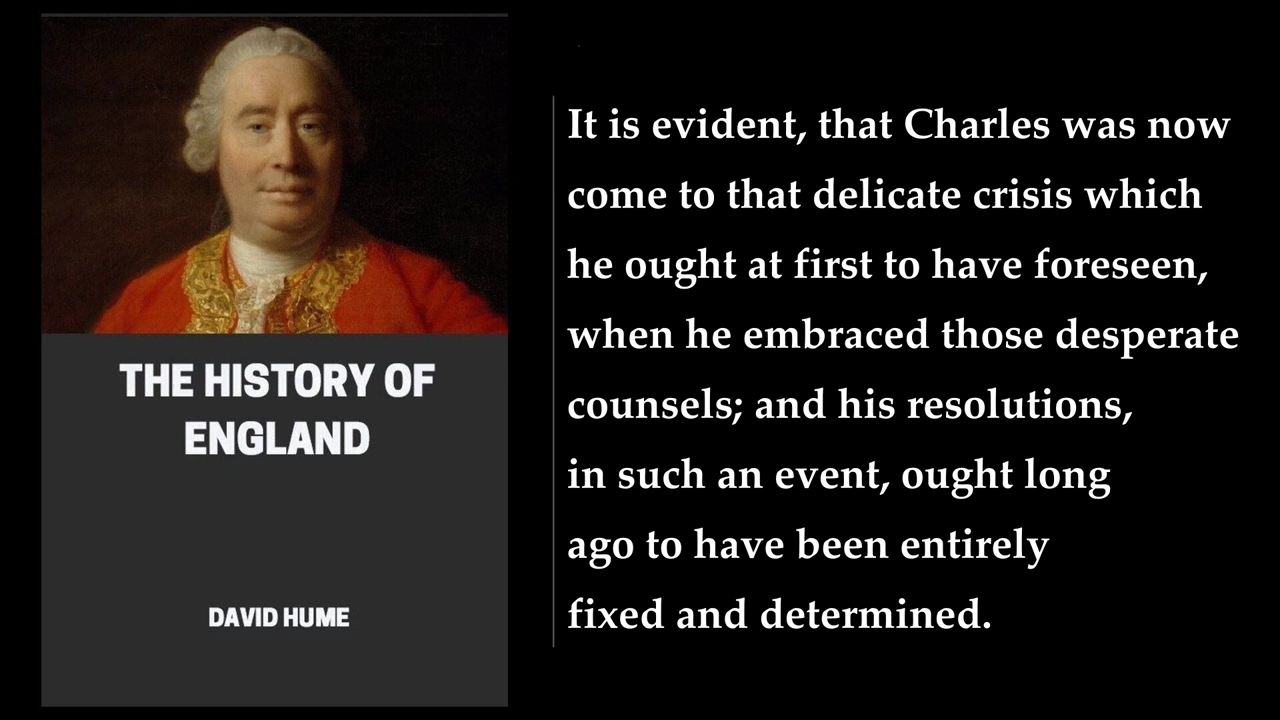 THE HISTORY OF
ENGLAND
DAVID HUME
It is evident, that Charles was now
come to that delicate crisis which
he ought at first to have foreseen,
when he embraced those desperate
counsels; and his resolutions,
in such an event, ought long
ago to have been entirely
fixed and determined.